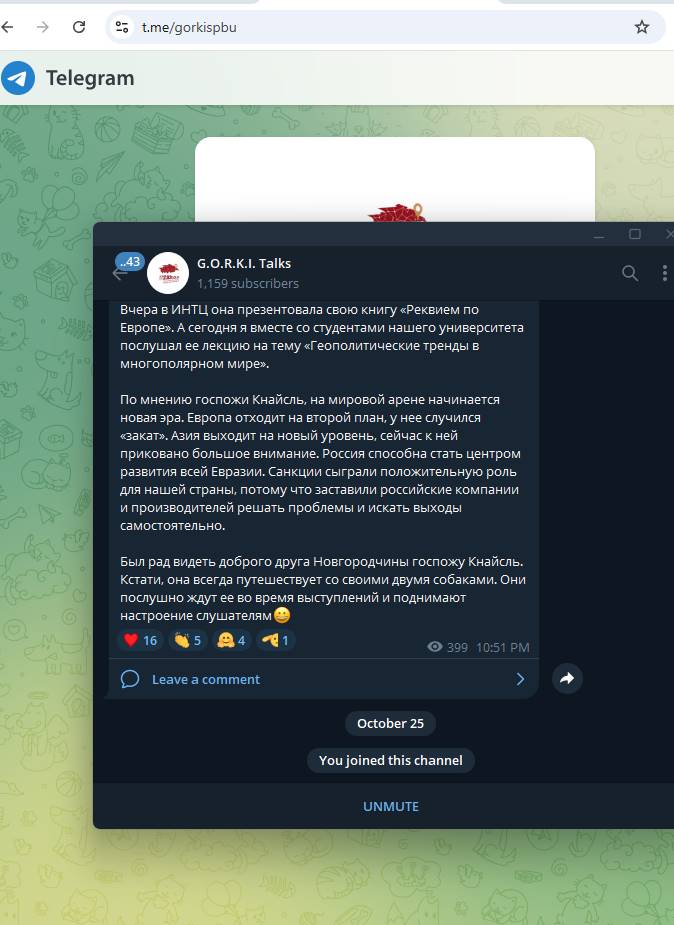 t.me/gorkispbu
Telegram
..43
G.O.R.K.I. Talks
1,159 subscribers
Вчера в ИНТЦ она презентовала свою книгу «Реквием по
Европе». А сегодня я вместе со студентами нашего университета
послушал ее лекцию на тему «Геополитические тренды в
многополярном мире».
По мнению госпожи Кнайсль, на мировой арене начинается
новая эра. Европа отходит на второй план, у нее случился
«закат». Азия выходит на новый уровень, сейчас к ней
приковано большое внимание. Россия способна стать центром
развития всей Евразии. Санкции сыграли положительную роль
для нашей страны, потому что заставили российские компании
и производителей решать проблемы и искать выходы
самостоятельно.
Был рад видеть доброго друга Новгородчины госпожу Кнайсль.
Кстати, она всегда путешествует со своими двумя собаками. Они
послушно ждут ее во время выступлений и поднимают
настроение слушателям😀
❤️ 16 👏 5 🤗 4 🫰 1
399 10:51 PM
Leave a comment
October 25
You joined this channel
UNMUTE